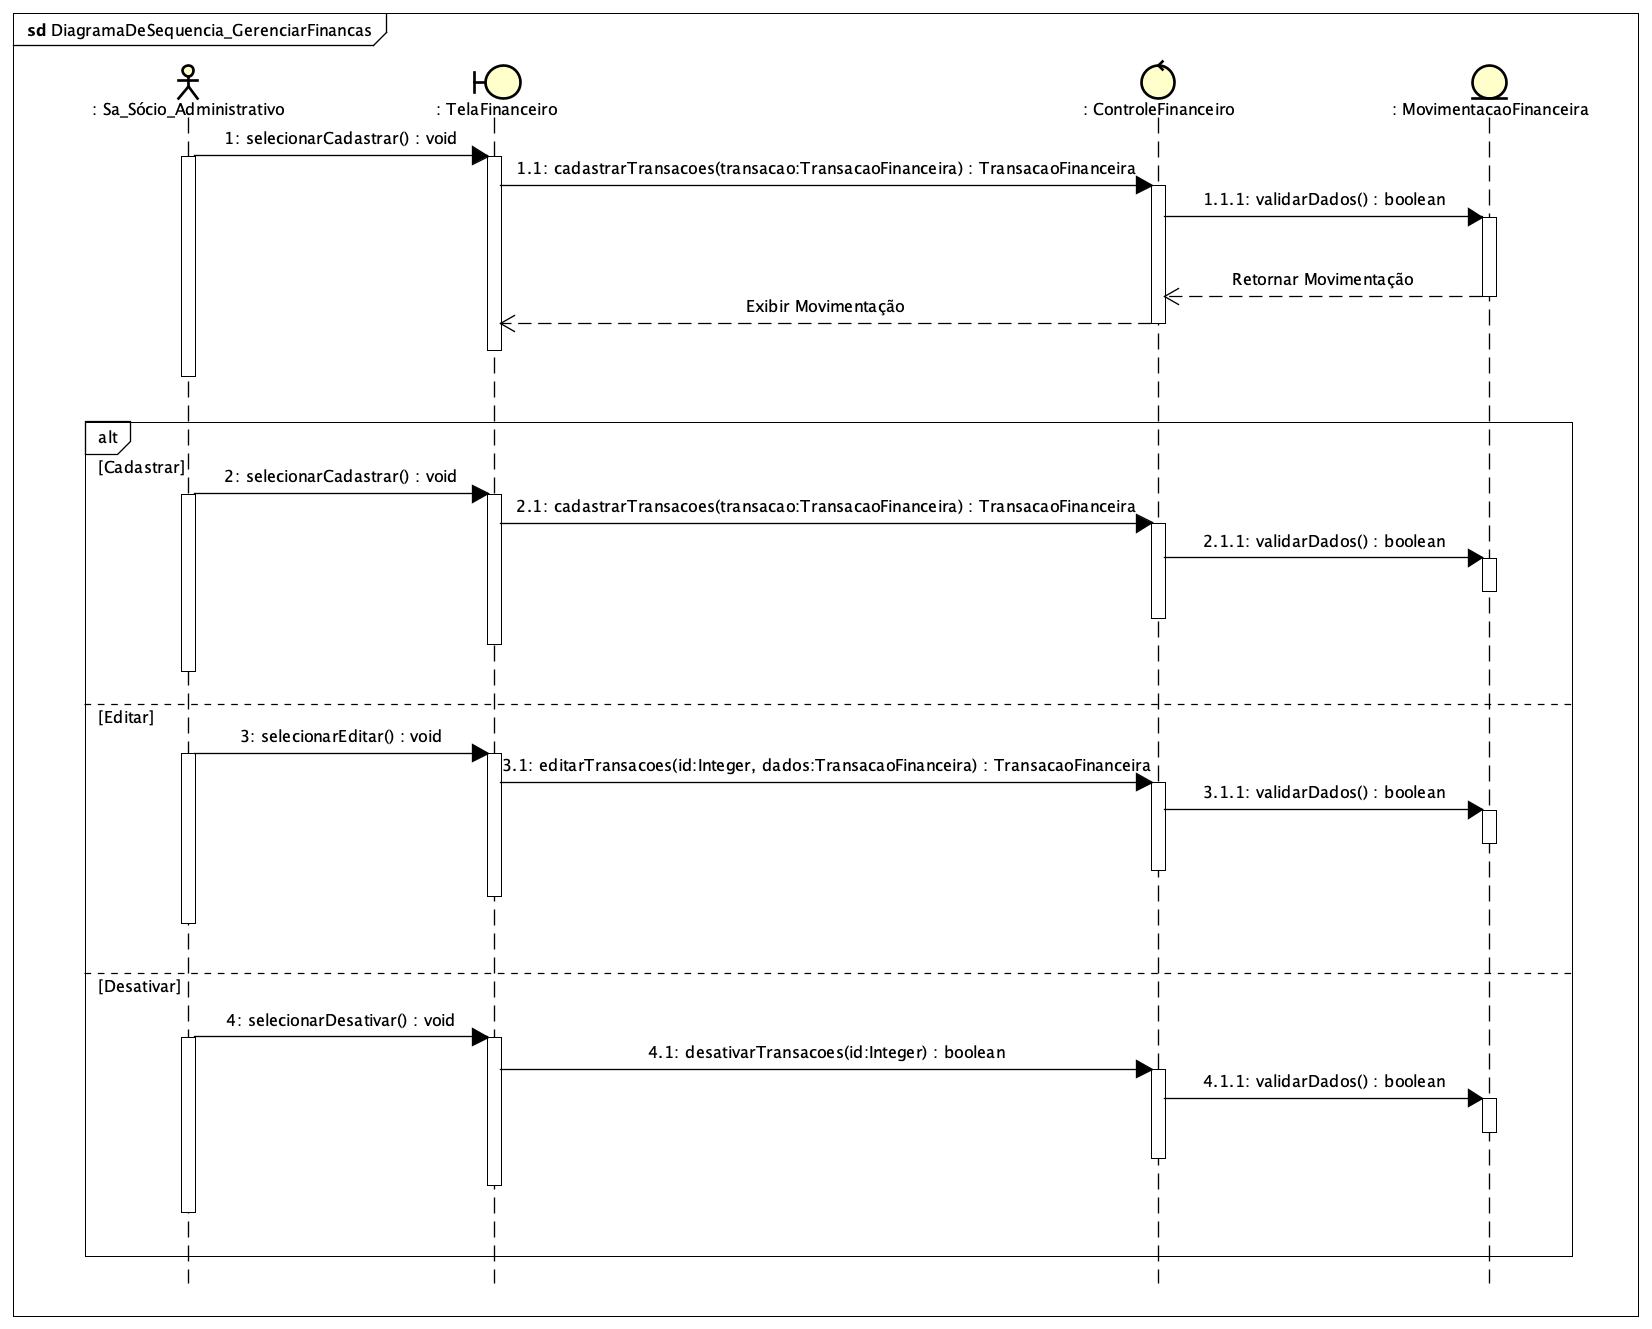 sd DiagramaDeSequencia_GerenciarFinancas
: Sa_Sócio_Administrativo
: TelaFinanceiro
: ControleFinanceiro
: MovimentacaoFinanceira
1: selecionarCadastrar() : void
1.1: cadastrarTransacoes(transacao:TransacaoFinanceira) : TransacaoFinanceira
1.1.1: validarDados() : boolean
Retornar Movimentação
Exibir Movimentação
alt
[Cadastrar]
2: selecionarCadastrar() : void
2.1: cadastrarTransacoes(transacao:TransacaoFinanceira) : TransacaoFinanceira
2.1.1: validarDados() : boolean
[Editar]
3: selecionarEditar() : void
3.1: editarTransacoes(id:Integer, dados:TransacaoFinanceira) : TransacaoFinanceira
3.1.1: validarDados() : boolean
[Desativar]
4: selecionarDesativar() : void
4.1: desativarTransacoes(id:Integer) : boolean
4.1.1: validarDados() : boolean